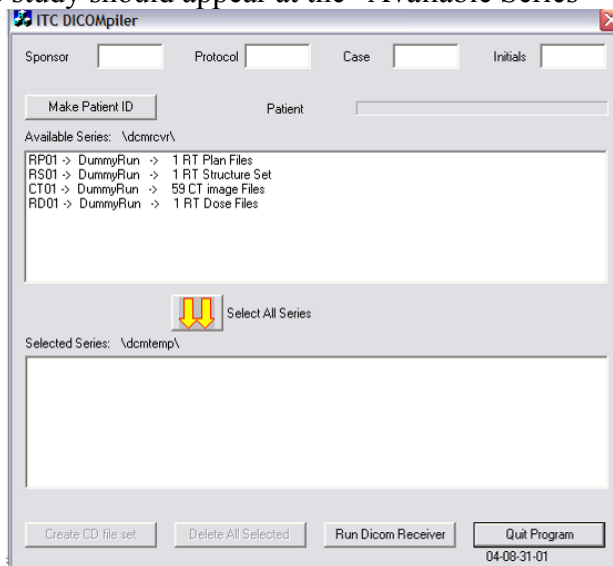 study should appear at the "Available Series"
ITC DICOMpiler
Sponsor Protocol Case Initials
Make Patient ID Patient
Available Series: \dcmrcvr\
RP01 -> DummyRun -> 1 RT Plan Files
RS01 -> DummyRun -> 1 RT Structure Set
CT01 -> DummyRun -> 59 CT image Files
RD01 -> DummyRun -> 1 RT Dose Files
Select All Series
Selected Series: \dcmtemp\
Create CD file set Delete All Selected Run Dicom Receiver Quit Program
04-08-31-01